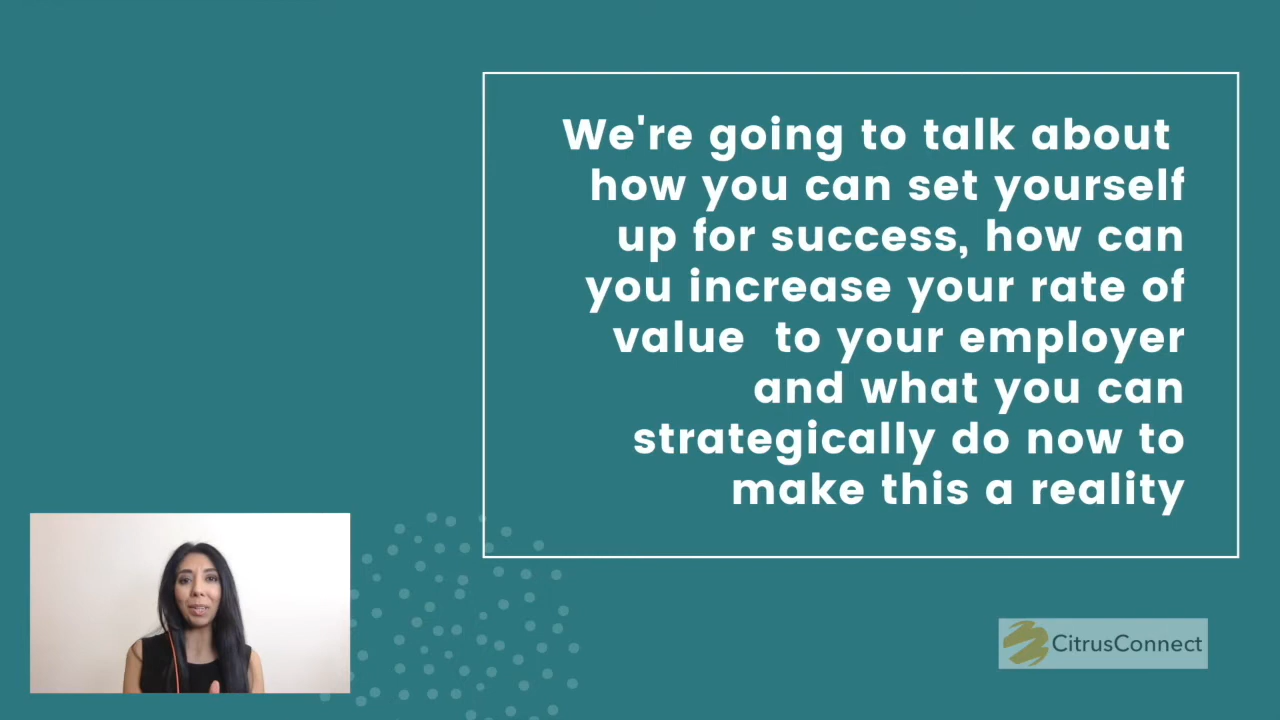 We're going to talk about
how you can set yourself
up for success, how can
you increase your rate of
value to your employer
and what you can
strategically do now to
make this a reality
CitrusConnect